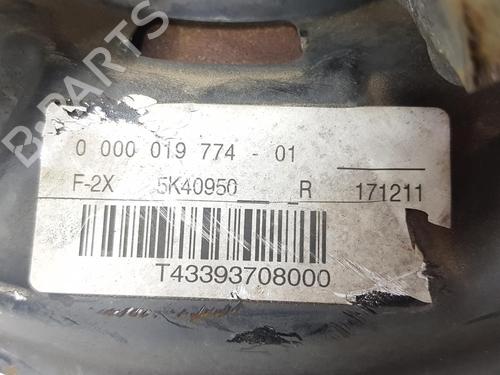 0 000 019 774 - 01
F-2X 5K40950 R 171211
T43393708000
B-PARTS